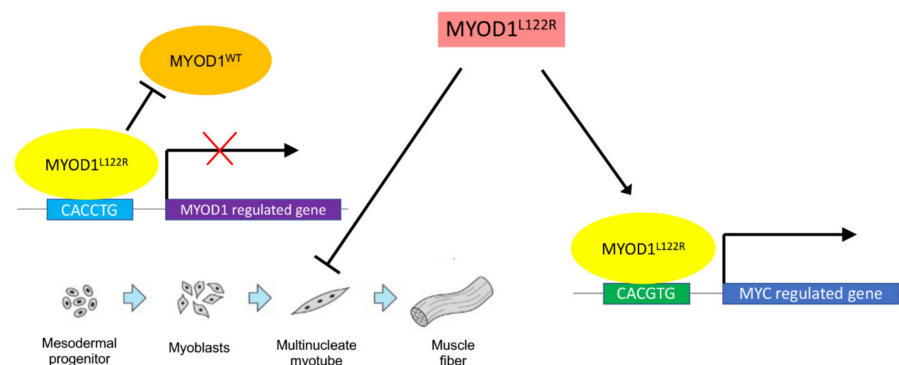 MYOD1L122R
MYOD1WT
MYOD1L122R
CACCTG
MYOD1 regulated gene
MYOD1L122R
CACGTG
MYC regulated gene
Mesodermal
progenitor
Myoblasts
Multinucleate
myotube
Muscle
fiber